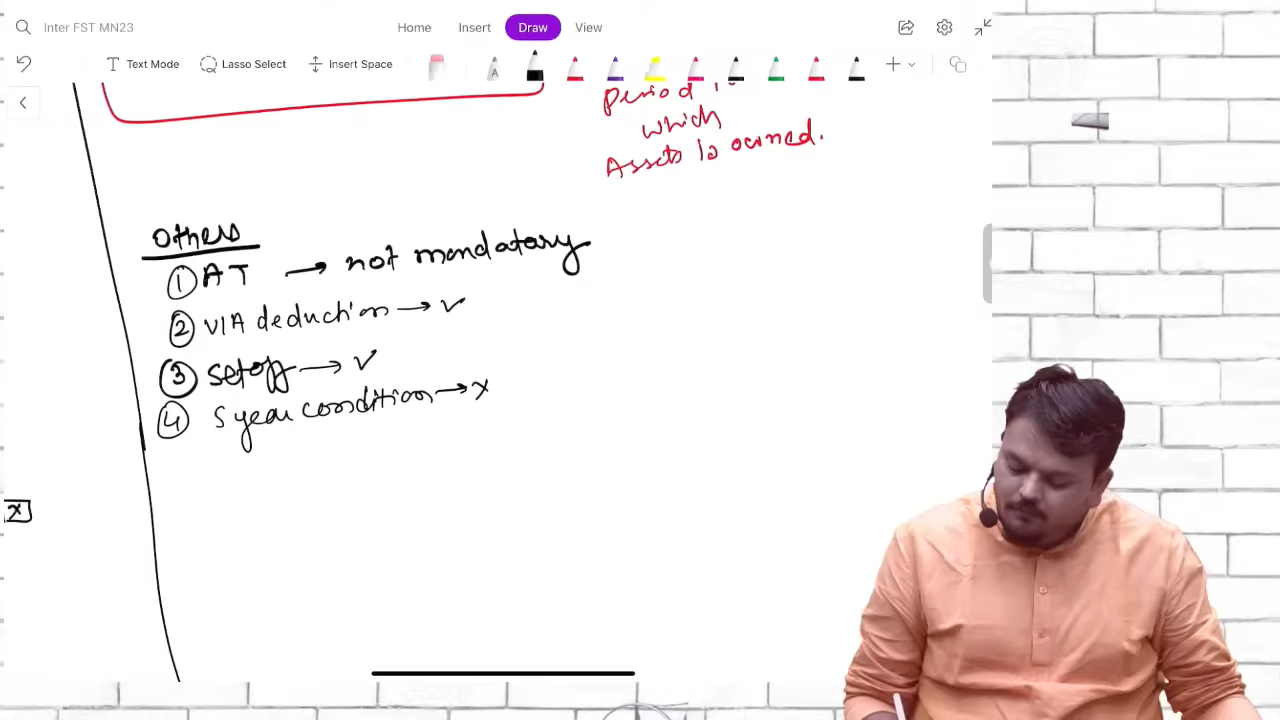 Inter FST MN23
Home Insert Draw View
Text Mode Lasso Select Insert Space
A
Period i
which
Assets is owned.
Others
① AT → not mandatory
② VIA deduction → ✓
③ setoff → ✓
④ 5 year condition → x
x